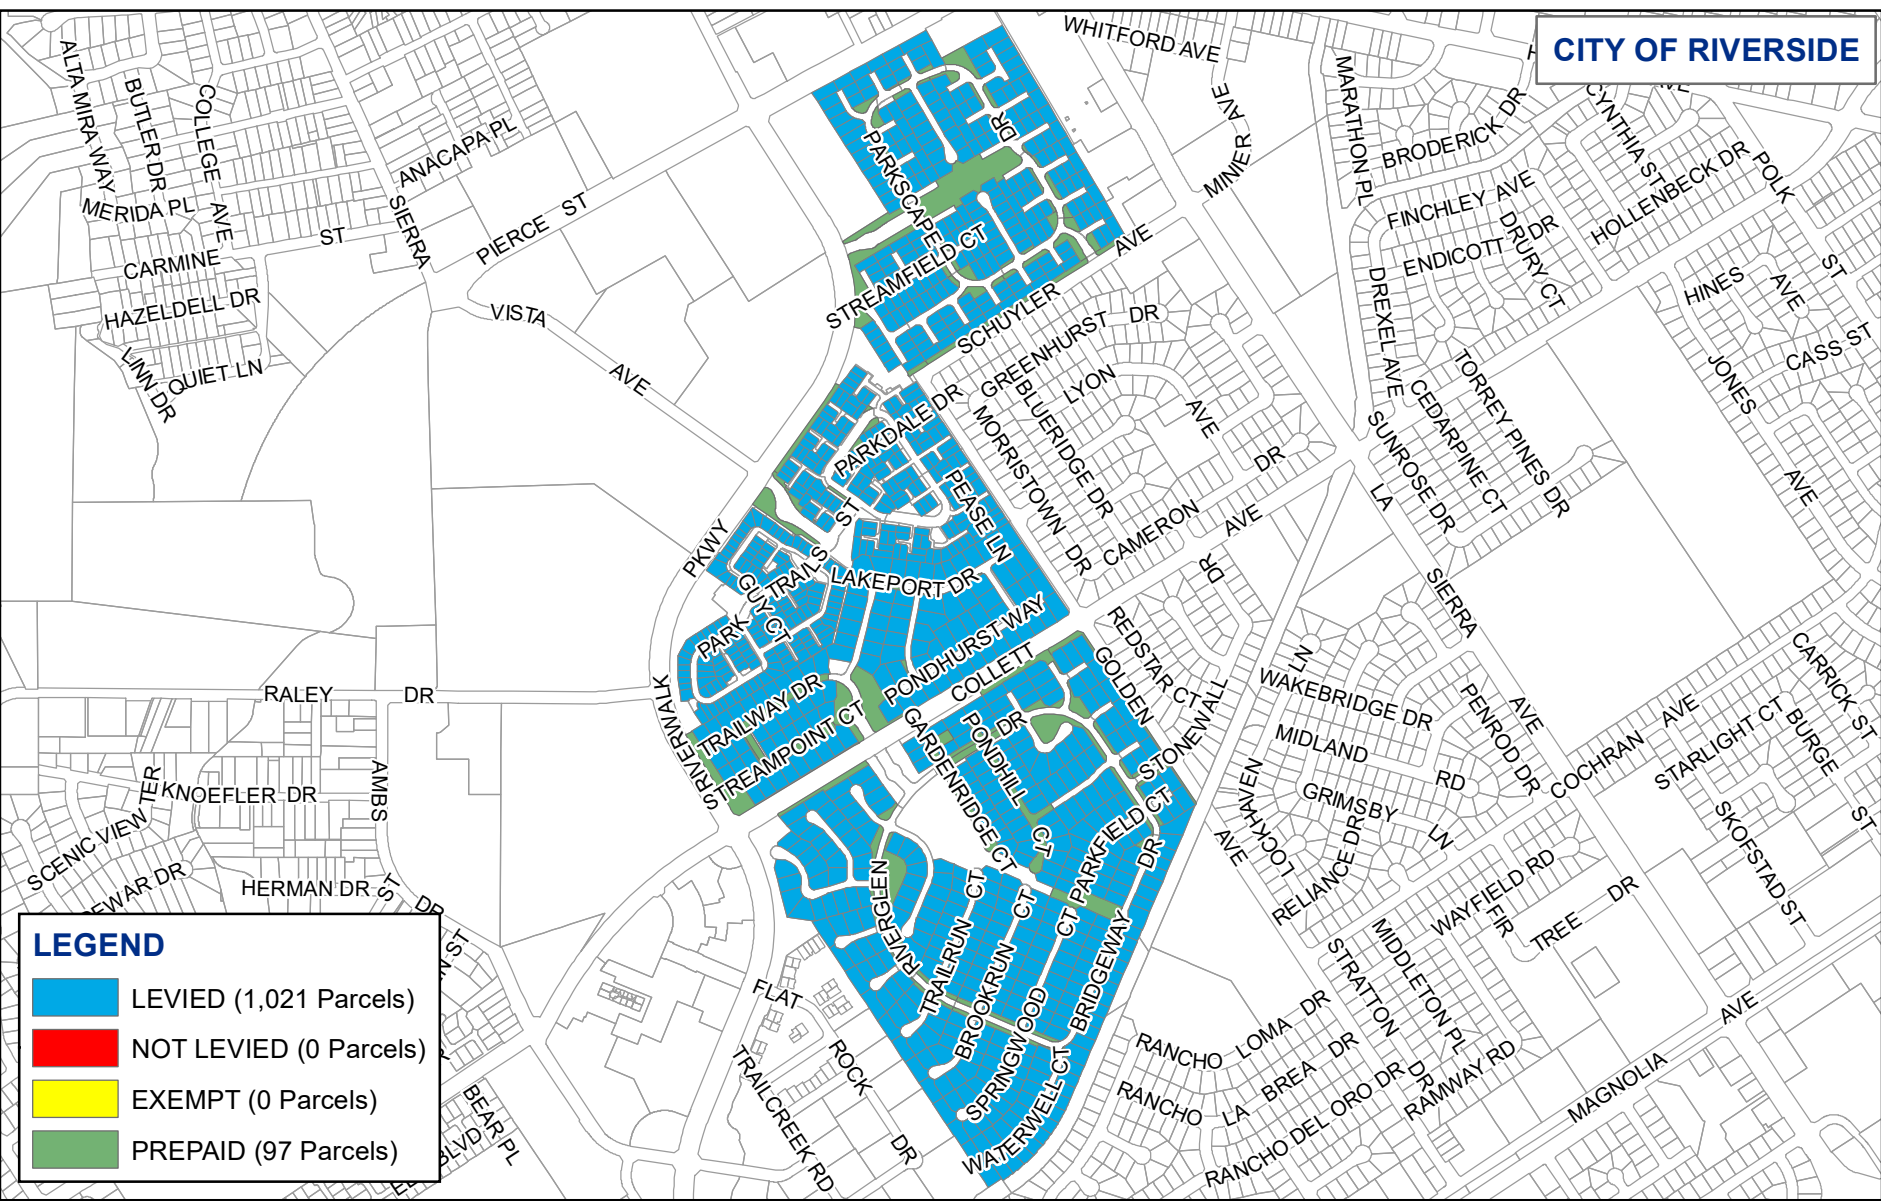 CITY OF RIVERSIDE
WHITFORD AVE
ALTA MIRA WAY
BUTLER DR
COLLEGE AVE
MERIDA PL
ANACAPA PL
SIERRA
PIERCE ST
CARMINE ST
HAZELDELL DR
LINN DR
QUIET LN
VISTA AVE
PARKSCAPE
DR
STREAMFIELD CT
SCHUYLER AVE
MINIER AVE
MARATHON PL
BRODERICK DR
CYNTHIA ST
FINCHLEY AVE
ENDICOTT DR
DRURY CT
HOLLENBECK DR
POLK ST
HINES AVE
CASS ST
JONES AVE
DREXEL AVE
TORREY PINES DR
CEDARPINE CT
SUNROSE DR
GREENHURST DR
LYON AVE
BLUERIDGE DR
MORRISTOWN DR
CAMERON DR
AVE
DR
LA SIERRA AVE
PARKDALE DR
PEASE LN
PARK TRAILS ST
GUY CT
LAKEPORT DR
PONDHURST WAY
COLLETT
RIVERWALK PKWY
RALEY DR
TRAILWAY DR
STREAMPOINT CT
GARDENRIDGE CT
PONDHILL CT
DR
GOLDEN
REDSTAR CT
STONEWALL
PARKFIELD CT
BRIDGEWAY DR
LN
WAKEBRIDGE DR
MIDLAND RD
GRIMSBY LN
LOCKHAVEN
RELIANCE DR
AVE
PENROD DR
COCHRAN AVE
STARLIGHT CT
CARRICK ST
BURGE ST
SKOFSTAD ST
WAYFIELD RD
FIR TREE DR
MIDDLETON PL
STRATTON DR
RAMWAY RD
MAGNOLIA AVE
RANCHO LOMA DR
RANCHO LA BREA DR
RANCHO DEL ORO DR
RIVERGLEN
CT
TRAILRUN CT
BROOKRUN CT
SPRINGWOOD CT
WATERWELL CT
FLAT ROCK DR
TRAILCREEK RD
BEAR PL
BLVD
SCENIC VIEW TER
KNOEFLER DR
AMBS
HERMAN DR
ST
DR
LEGEND
LEVIED (1,021 Parcels)
NOT LEVIED (0 Parcels)
EXEMPT (0 Parcels)
PREPAID (97 Parcels)